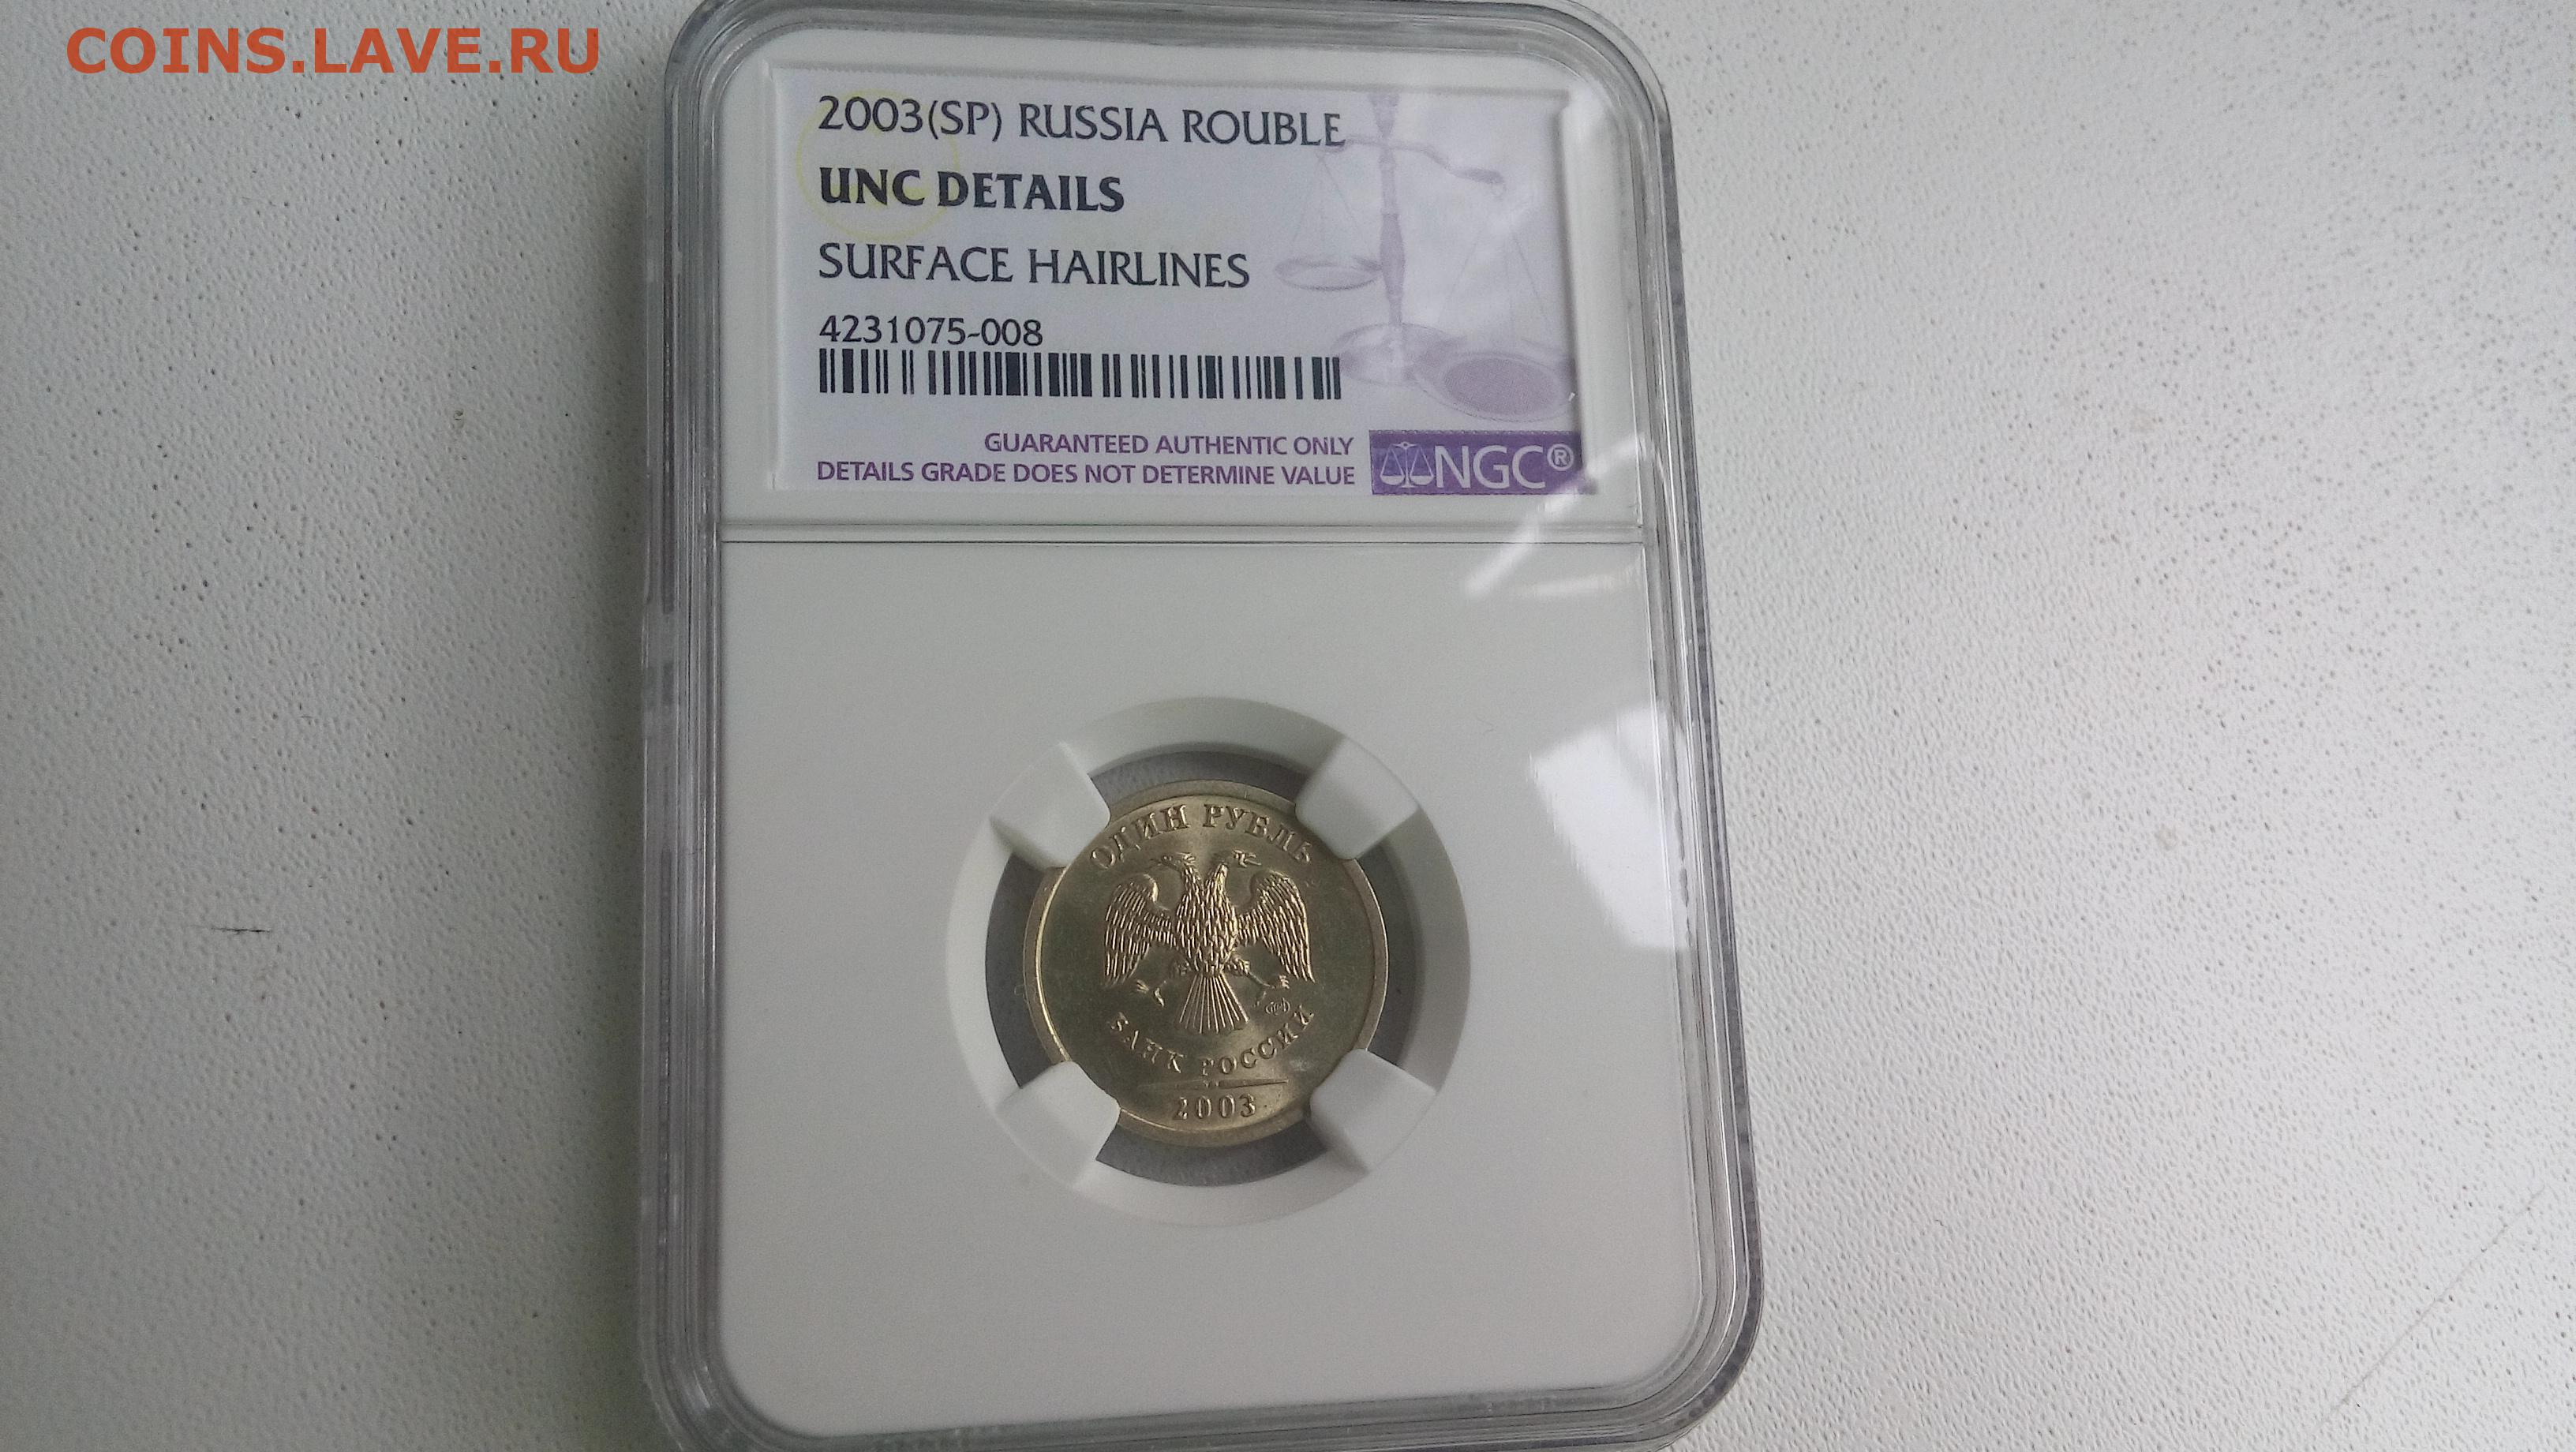 COINS.LAVE.RU
2003(SP) RUSSIA ROUBLE
UNC DETAILS
SURFACE HAIRLINES
4231075-008
GUARANTEED AUTHENTIC ONLY
DETAILS GRADE DOES NOT DETERMINE VALUE
NGC®
ОДИН РУБЛЬ
БАНК РОССИИ
2003